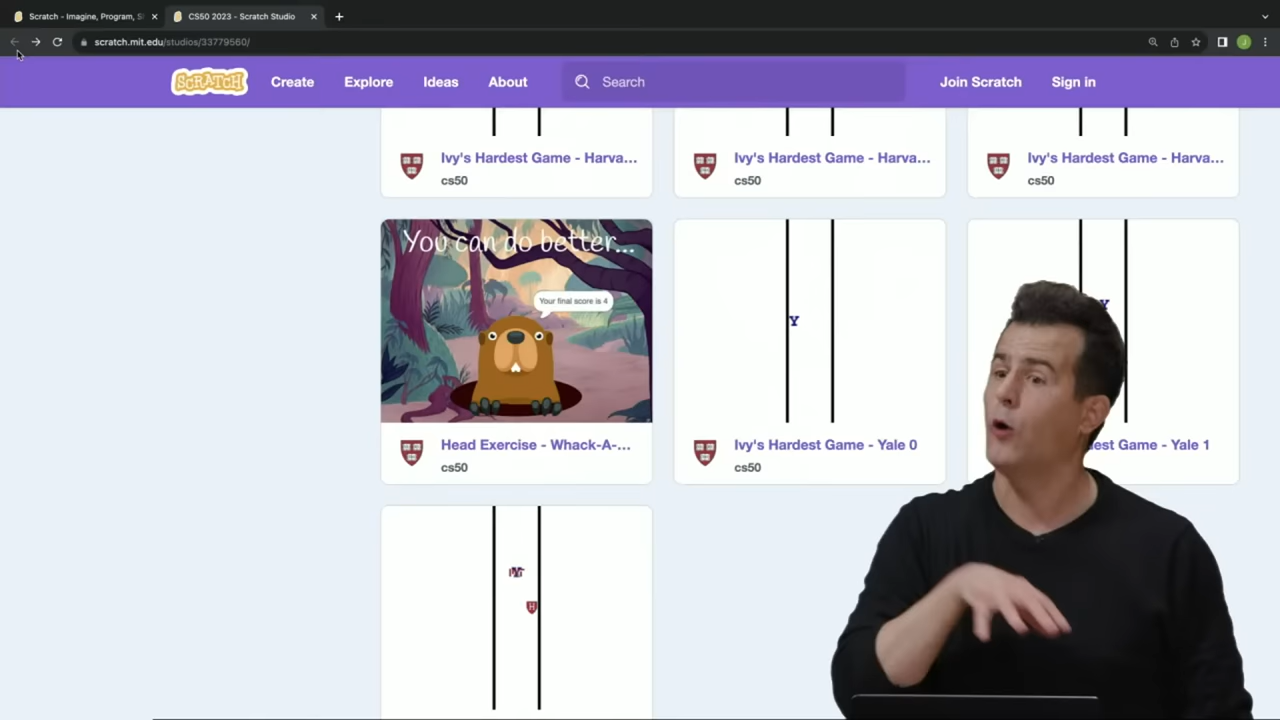 Scratch - Imagine, Program, S
CS50 2023 - Scratch Studio
scratch.mit.edu/studios/33779560/
J
SCRATCH
Create
Explore
Ideas
About
Search
Join Scratch
Sign in
Ivy's Hardest Game - Harva...
cs50
Ivy's Hardest Game - Harva...
cs50
Ivy's Hardest Game - Harva...
cs50
You can do better...
Your final score is 4
Y
Y
Head Exercise - Whack-A-...
cs50
Ivy's Hardest Game - Yale 0
cs50
est Game - Yale 1
H